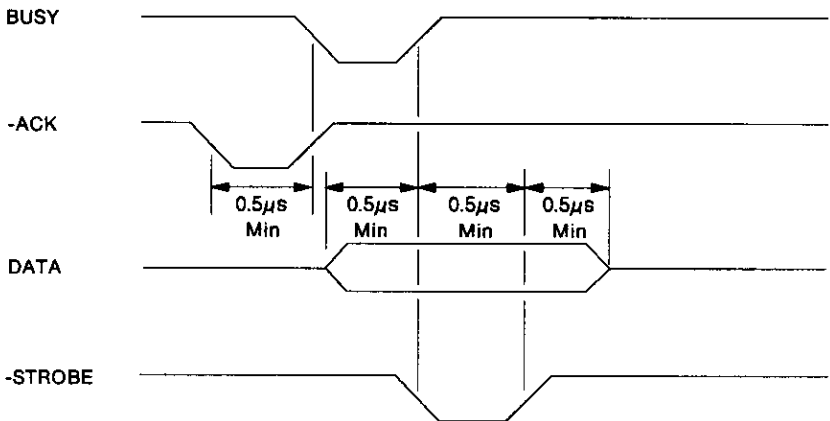 BUSY
-ACK
0.5µs 0.5µs 0.5µs 0.5µs
Min Min Min Min
DATA
-STROBE